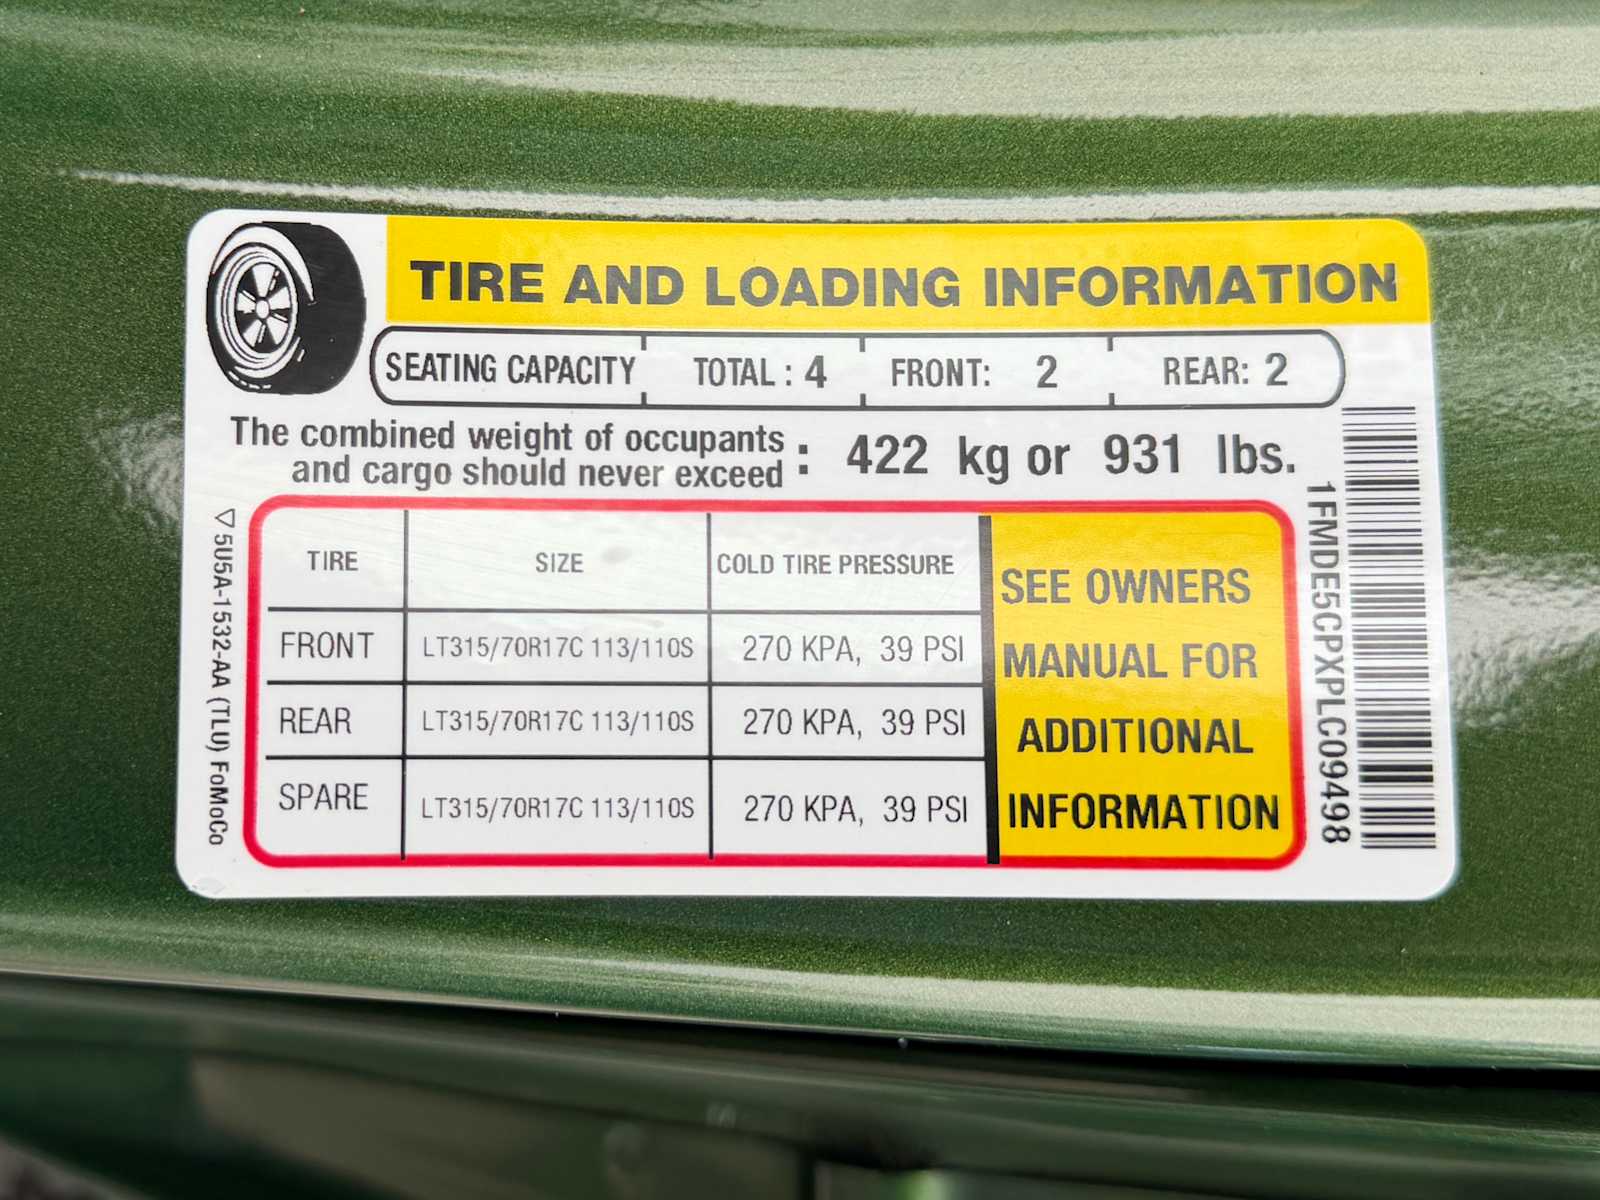 TIRE AND LOADING INFORMATION
SEATING CAPACITY TOTAL : 4 FRONT: 2 REAR: 2
The combined weight of occupants
and cargo should never exceed : 422 kg or 931 lbs.
TIRE SIZE COLD TIRE PRESSURE
FRONT LT315/70R17C 113/110S 270 KPA, 39 PSI
REAR LT315/70R17C 113/110S 270 KPA, 39 PSI
SPARE LT315/70R17C 113/110S 270 KPA, 39 PSI
SEE OWNERS
MANUAL FOR
ADDITIONAL
INFORMATION
5U5A-1532-AA (TLU) FoMoCo
1FMDE5CPXPLC09498